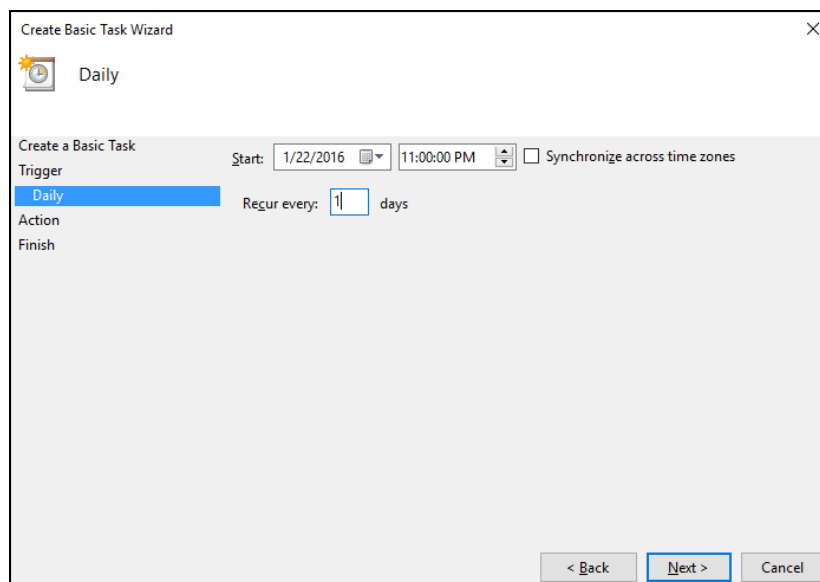 Create Basic Task Wizard
Daily
Create a Basic Task
Trigger
Daily
Action
Finish
Start: 1/22/2016 11:00:00 PM Synchronize across time zones
Recur every: 1 days
< Back Next > Cancel